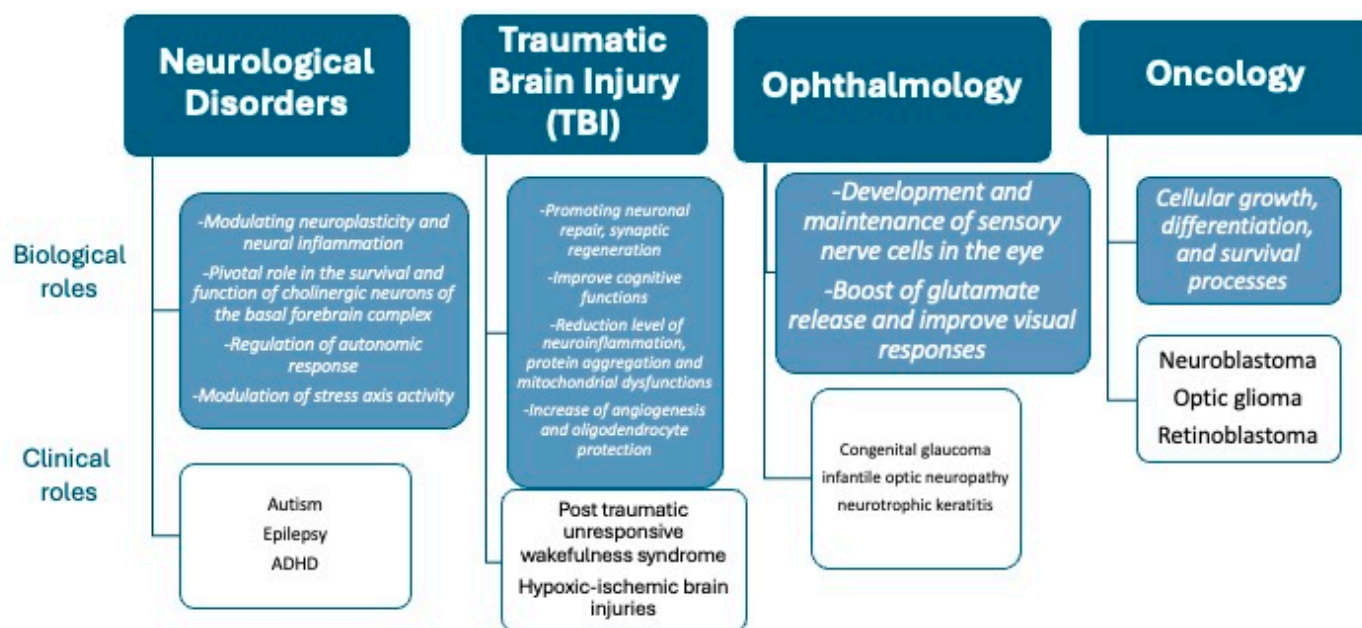 Neurological
Disorders
Traumatic
Brain Injury
(TBI)
Ophthalmology
Oncology
Biological
roles
-Modulating neuroplasticity and
neural inflammation
-Pivotal role in the survival and
function of cholinergic neurons of
the basal forebrain complex
-Regulation of autonomic
response
-Modulation of stress axis activity
-Promoting neuronal
repair, synaptic
regeneration
-Improve cognitive
functions
-Reduction level of
neuroinflammation,
protein aggregation and
mitochondrial dysfunctions
-Increase of angiogenesis
and oligodendrocyte
protection
-Development and
maintenance of sensory
nerve cells in the eye
-Boost of glutamate
release and improve visual
responses
Cellular growth,
differentiation,
and survival
processes
Clinical
roles
Autism
Epilepsy
ADHD
Post traumatic
unresponsive
wakefulness syndrome
Hypoxic-ischemic brain
injuries
Congenital glaucoma
infantile optic neuropathy
neurotrophic keratitis
Neuroblastoma
Optic glioma
Retinoblastoma